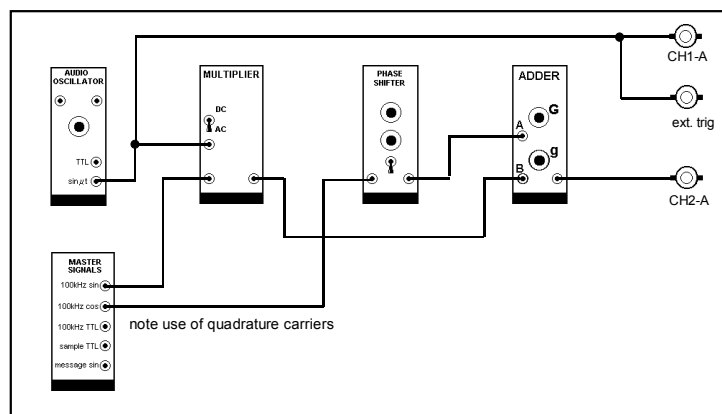 CH1-A
AUDIO
OSCILLATOR
TTL
sinµt
MULTIPLIER
DC
AC
PHASE
SHIFTER
ADDER
G
A
g
B
ext. trig
CH2-A
MASTER
SIGNALS
100kHz sin
100kHz cos
100kHz TTL
sample TTL
message sin
note use of quadrature carriers